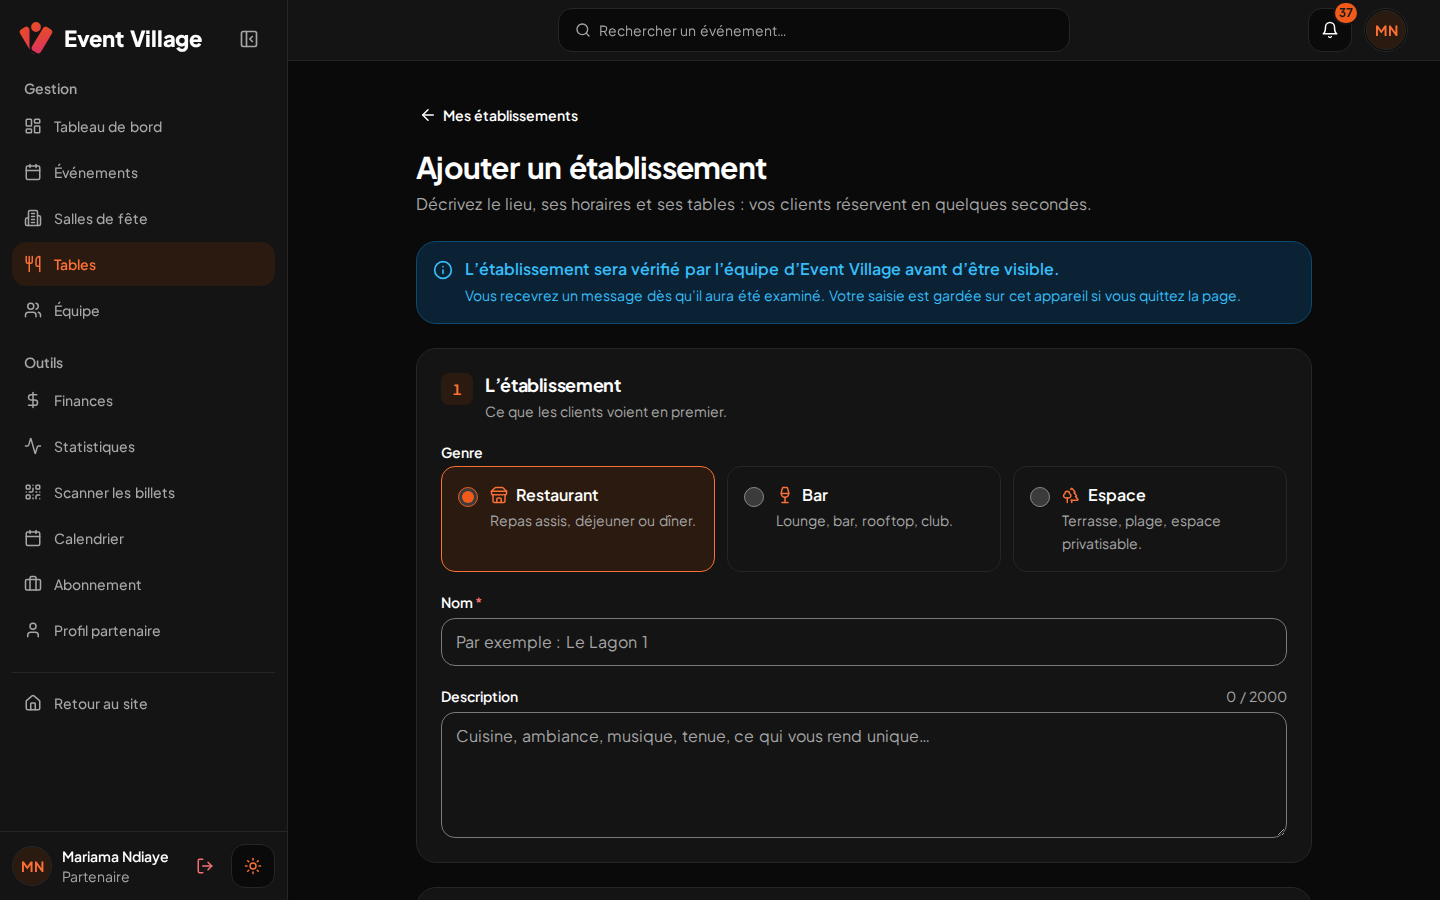 Event Village
Gestion
Tableau de bord
Événements
Salles de fête
Tables
Équipe
Outils
Finances
Statistiques
Scanner les billets
Calendrier
Abonnement
Profil partenaire
Retour au site
MN
Mariama Ndiaye
Partenaire
Rechercher un événement…
37
MN
Mes établissements
Ajouter un établissement
Décrivez le lieu, ses horaires et ses tables : vos clients réservent en quelques secondes.
L’établissement sera vérifié par l’équipe d’Event Village avant d’être visible.
Vous recevrez un message dès qu’il aura été examiné. Votre saisie est gardée sur cet appareil si vous quittez la page.
1
L’établissement
Ce que les clients voient en premier.
Genre
Restaurant
Repas assis, déjeuner ou dîner.
Bar
Lounge, bar, rooftop, club.
Espace
Terrasse, plage, espace
privatisable.
Nom *
Par exemple : Le Lagon 1
Description
0 / 2000
Cuisine, ambiance, musique, tenue, ce qui vous rend unique…